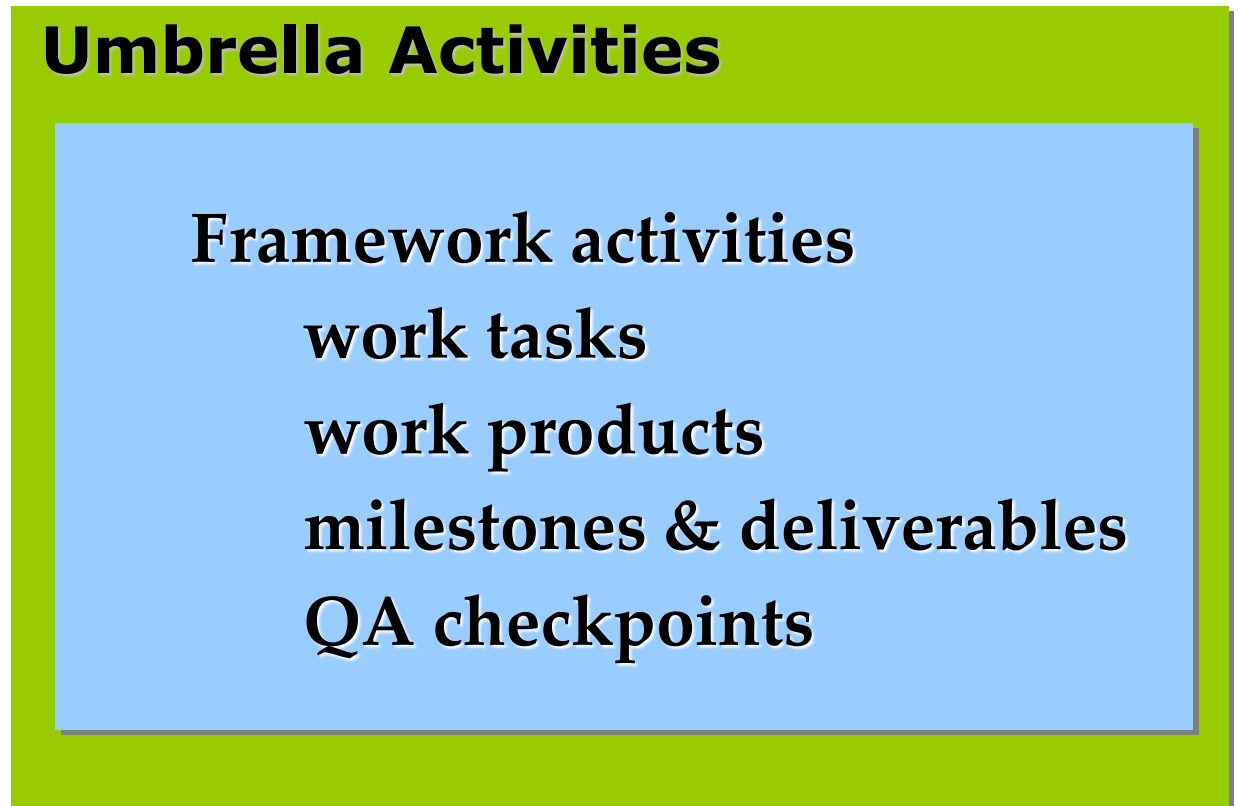 Umbrella Activities
Framework activities
work tasks
work products
milestones & deliverables
QA checkpoints